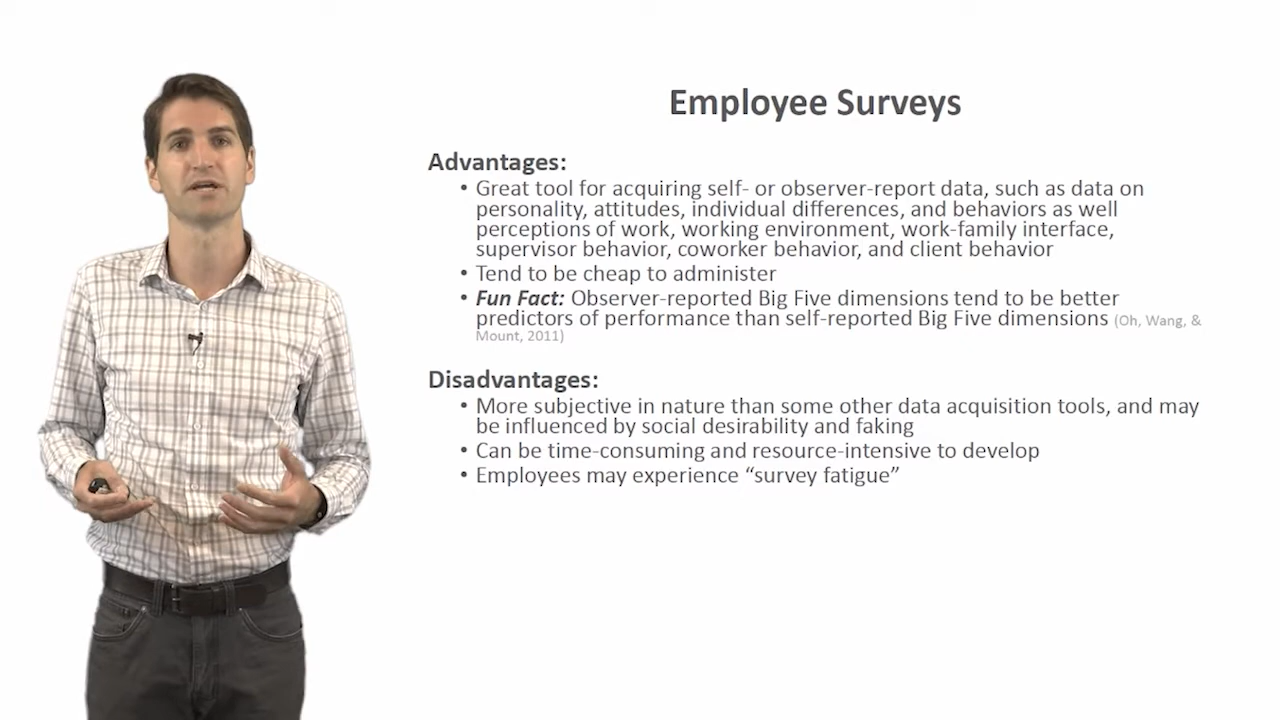 Employee Surveys
Advantages:
• Great tool for acquiring self- or observer-report data, such as data on
personality, attitudes, individual differences, and behaviors as well
perceptions of work, working environment, work-family interface,
supervisor behavior, coworker behavior, and client behavior
• Tend to be cheap to administer
• Fun Fact: Observer-reported Big Five dimensions tend to be better
predictors of performance than self-reported Big Five dimensions (Oh, Wang, &
Mount, 2011)
Disadvantages:
• More subjective in nature than some other data acquisition tools, and may
be influenced by social desirability and faking
• Can be time-consuming and resource-intensive to develop
• Employees may experience “survey fatigue”